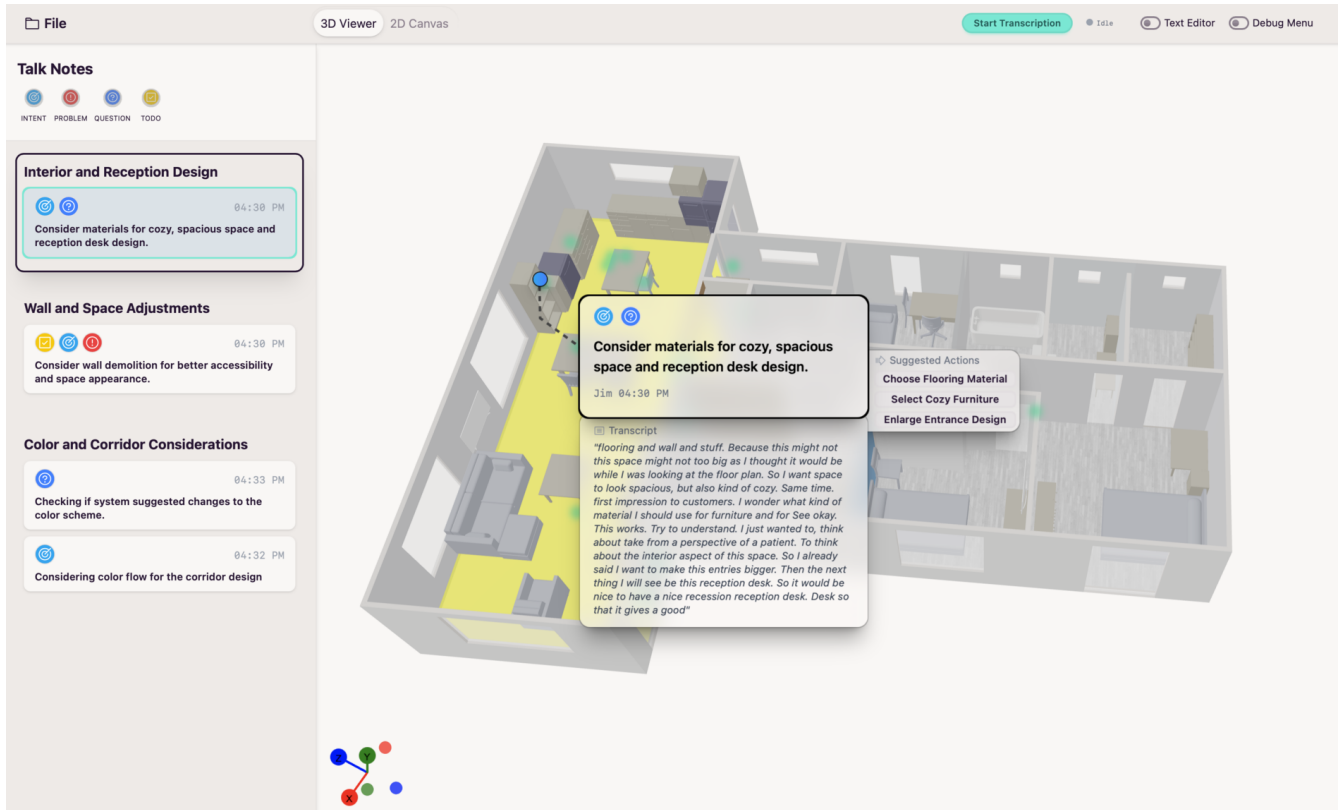 File
3D Viewer
2D Canvas
Start Transcription
Idle
Text Editor
Debug Menu
Talk Notes
INTENT
PROBLEM
QUESTION
TODO
Interior and Reception Design
04:30 PM
Consider materials for cozy, spacious space and
reception desk design.
Wall and Space Adjustments
04:30 PM
Consider wall demolition for better accessibility
and space appearance.
Color and Corridor Considerations
04:33 PM
Checking if system suggested changes to the
color scheme.
04:32 PM
Considering color flow for the corridor design
Consider materials for cozy, spacious
space and reception desk design.
Jim 04:30 PM
Suggested Actions
Choose Flooring Material
Select Cozy Furniture
Enlarge Entrance Design
Transcript
"flooring and wall and stuff. Because this might not
this space might not too big as I thought it would be
while I was looking at the floor plan. So I want space
to look spacious, but also kind of cozy. Same time.
first impression to customers. I wonder what kind of
material I should use for furniture and for See okay.
This works. Try to understand. I just wanted to, think
about take from a perspective of a patient. To think
about the interior aspect of this space. So I already
said I want to make this entries bigger. Then the next
thing I will see be this reception desk. So it would be
nice to have a nice recession reception desk. Desk so
that it gives a good"
Z
Y
X